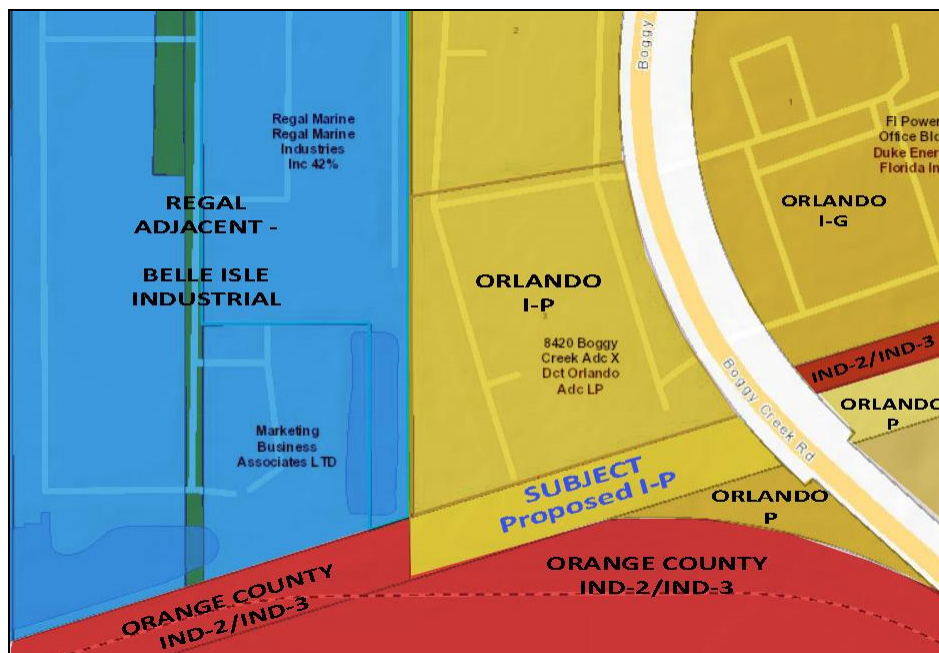 2
Boggy
1
Regal Marine
Regal Marine
Industries
Inc 42%
Fl Power
Office Bld
Duke Ener
Florida In
REGAL
ADJACENT -
BELLE ISLE
INDUSTRIAL
ORLANDO
I-G
ORLANDO
I-P
8420 Boggy
Creek Adc X
Dct Orlando
Adc LP
IND-2/IND-3
Boggy Creek Rd
ORLANDO
P
Marketing
Business
Associates LTD
SUBJECT
Proposed I-P
ORLANDO
P
ORANGE COUNTY
IND-2/IND-3
ORANGE COUNTY
IND-2/IND-3